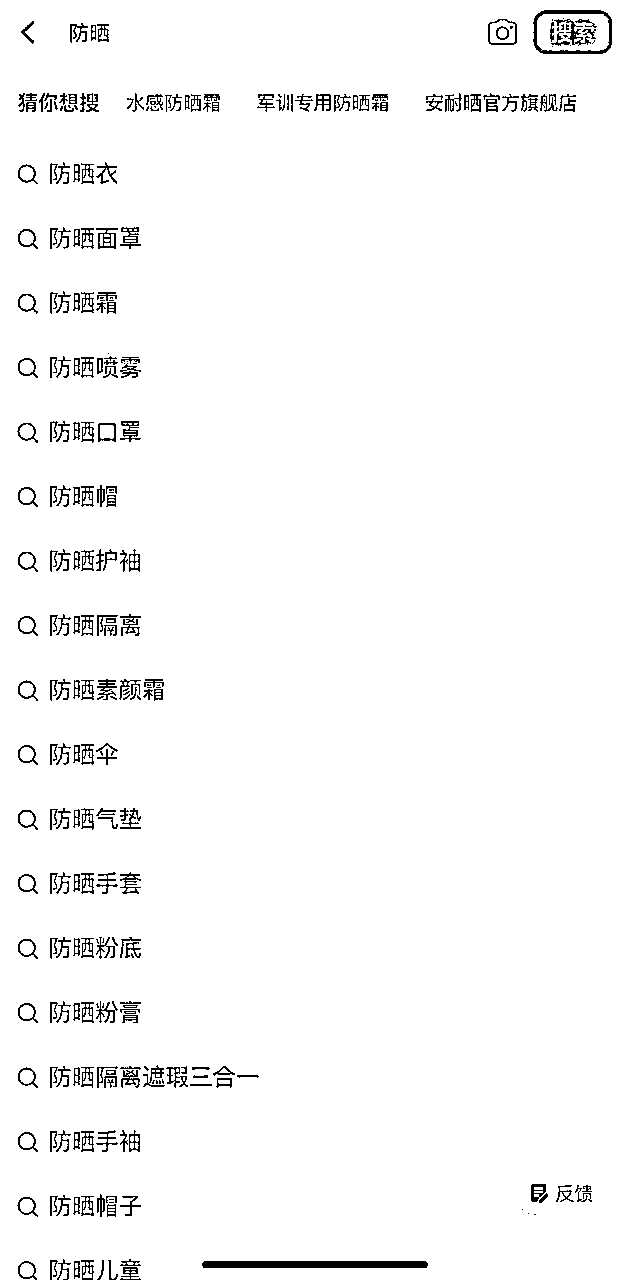 防晒 搜索
猜你想搜 水感防晒霜 军训专用防晒霜 安耐晒官方旗舰店
防晒衣
防晒面罩
防晒霜
防晒喷雾
防晒口罩
防晒帽
防晒护袖
防晒隔离
防晒素颜霜
防晒伞
防晒气垫
防晒手套
防晒粉底
防晒粉膏
防晒隔离遮瑕三合一
防晒手袖
反馈
防晒帽子
防晒儿童